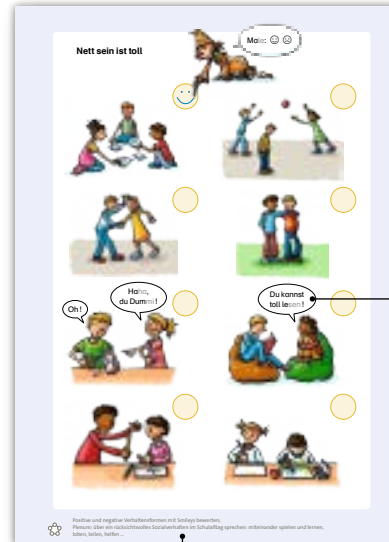 Nett sein ist toll
Male: ☺ ☹
Oh!
Haha,
du Dummi!
Du kannst
toll lesen!
Positive und negative Verhaltensformen mit Smileys bewerten.
Plenum: über ein rücksichtsvolles Sozialverhalten im Schulalltag sprechen: miteinander spielen und lernen,
loben, teilen, helfen ...